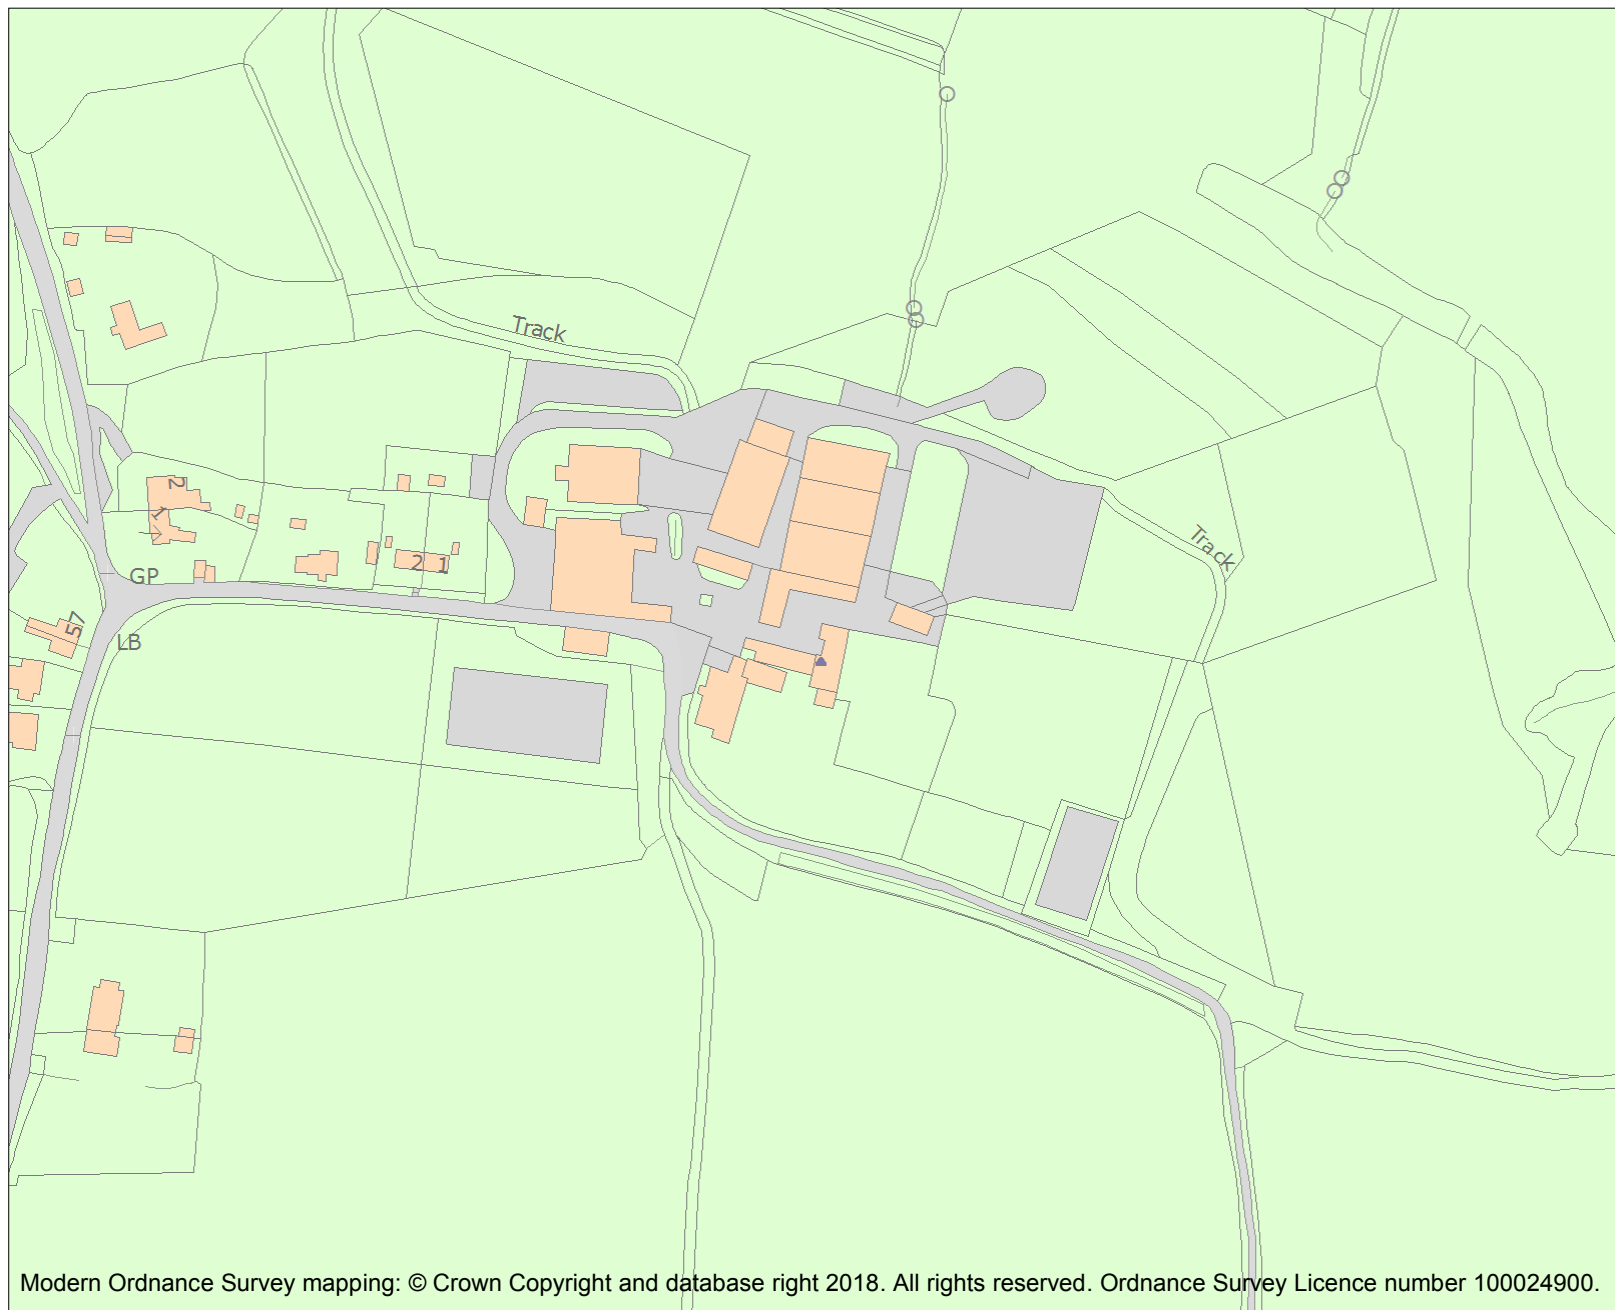 Track
Track
2
1
2 1
GP
57
LB
Modern Ordnance Survey mapping: © Crown Copyright and database right 2018. All rights reserved. Ordnance Survey Licence number 100024900.